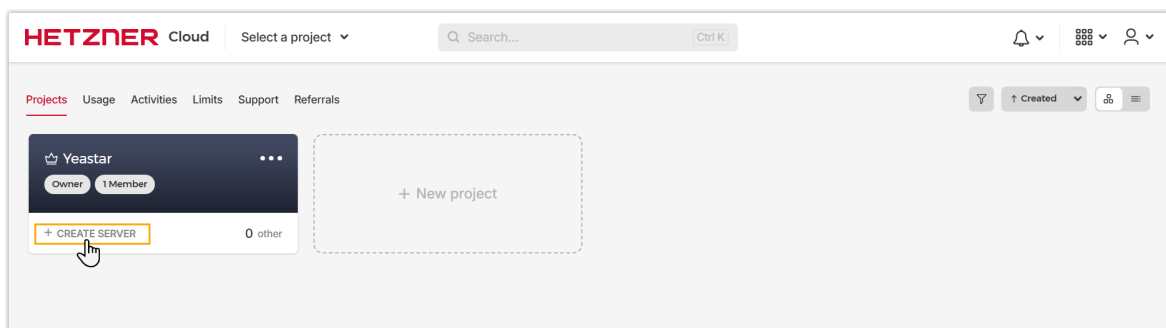 HETZNER Cloud Select a project Search... Ctrl K
Projects Usage Activities Limits Support Referrals ↑ Created
Yeastar
Owner 1 Member
+ New project
+ CREATE SERVER 0 other